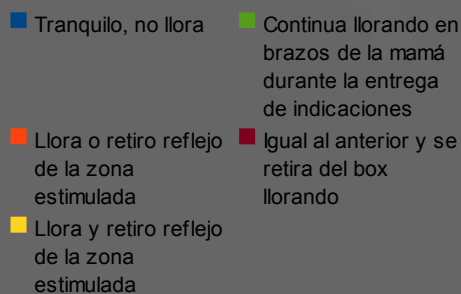 Tranquilo, no llora
Llora o retiro reflejo
de la zona
estimulada
Llora y retiro reflejo
de la zona
estimulada
Continua llorando en
brazos de la mamá
durante la entrega
de indicaciones
Igual al anterior y se
retira del box
llorando